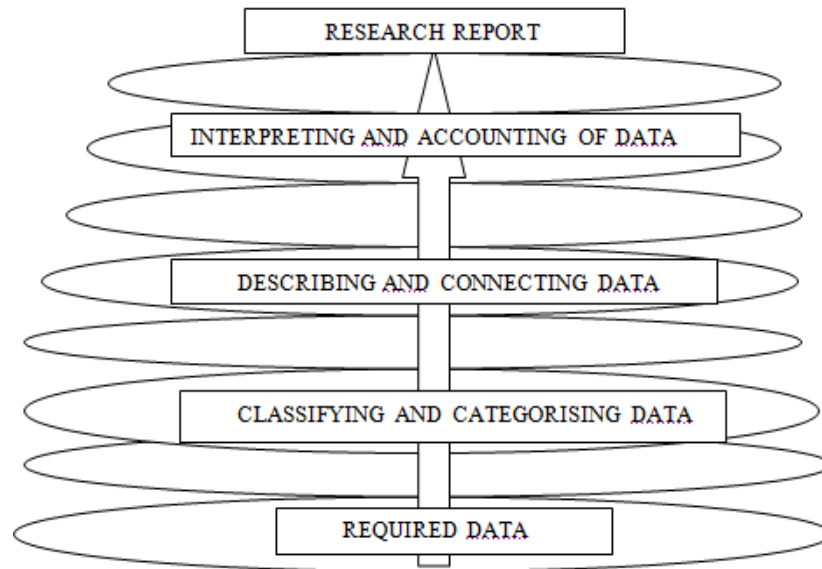 RESEARCH REPORT
INTERPRETING AND ACCOUNTING OF DATA
DESCRIBING AND CONNECTING DATA
CLASSIFYING AND CATEGORISING DATA
REQUIRED DATA